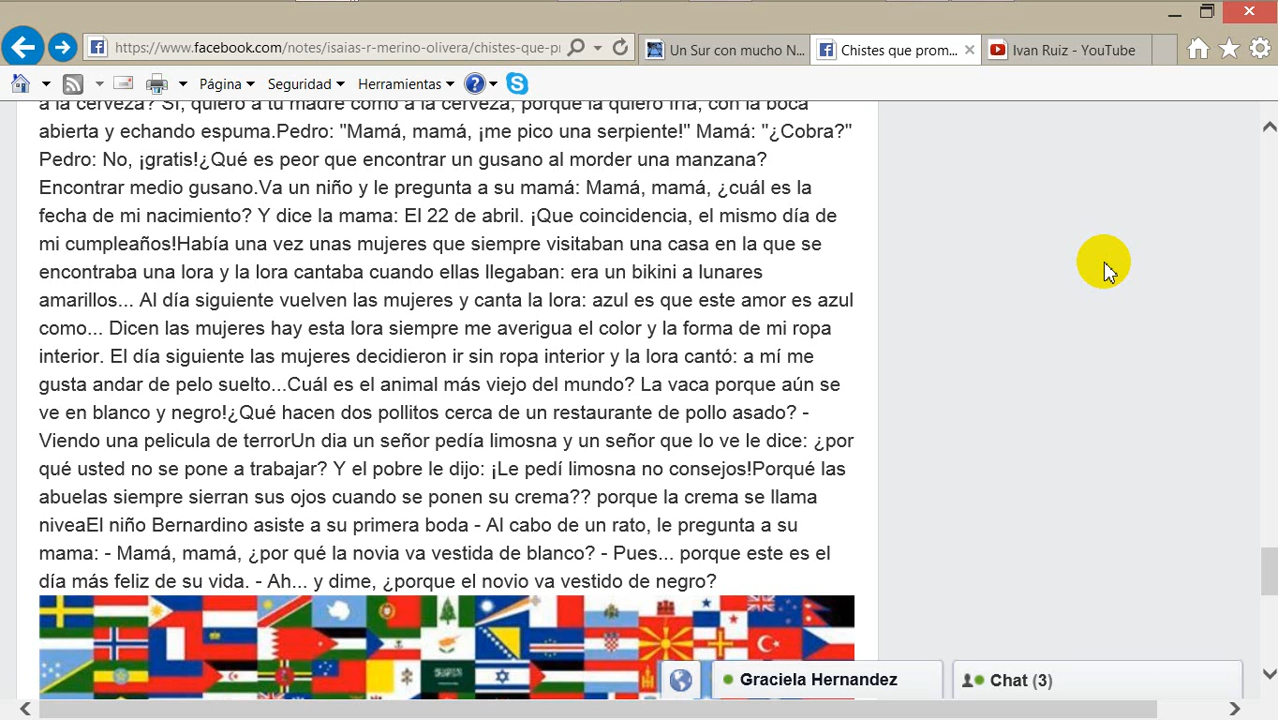 https://www.facebook.com/notes/isaias-r-merino-olivera/chistes-que-p
Un Sur con mucho N...
Chistes que prom...
Ivan Ruiz - YouTube
Página
Seguridad
Herramientas
a la cerveza? Sí, quiero a tu madre como a la cerveza, porque la quiero fría, con la boca
abierta y echando espuma.Pedro: "Mamá, mamá, ¡me pico una serpiente!" Mamá: "¿Cobra?"
Pedro: No, ¡gratis!¿Qué es peor que encontrar un gusano al morder una manzana?
Encontrar medio gusano.Va un niño y le pregunta a su mamá: Mamá, mamá, ¿cuál es la
fecha de mi nacimiento? Y dice la mama: El 22 de abril. ¡Que coincidencia, el mismo día de
mi cumpleaños!Había una vez unas mujeres que siempre visitaban una casa en la que se
encontraba una lora y la lora cantaba cuando ellas llegaban: era un bikini a lunares
amarillos... Al día siguiente vuelven las mujeres y canta la lora: azul es que este amor es azul
como... Dicen las mujeres hay esta lora siempre me averigua el color y la forma de mi ropa
interior. El día siguiente las mujeres decidieron ir sin ropa interior y la lora cantó: a mí me
gusta andar de pelo suelto...Cuál es el animal más viejo del mundo? La vaca porque aún se
ve en blanco y negro!¿Qué hacen dos pollitos cerca de un restaurante de pollo asado? -
Viendo una pelicula de terrorUn dia un señor pedía limosna y un señor que lo ve le dice: ¿por
qué usted no se pone a trabajar? Y el pobre le dijo: ¡Le pedí limosna no consejos!Porqué las
abuelas siempre sierran sus ojos cuando se ponen su crema?? porque la crema se llama
niveaEl niño Bernardino asiste a su primera boda - Al cabo de un rato, le pregunta a su
mama: - Mamá, mamá, ¿por qué la novia va vestida de blanco? - Pues... porque este es el
día más feliz de su vida. - Ah... y dime, ¿porque el novio va vestido de negro?
Graciela Hernandez
Chat (3)